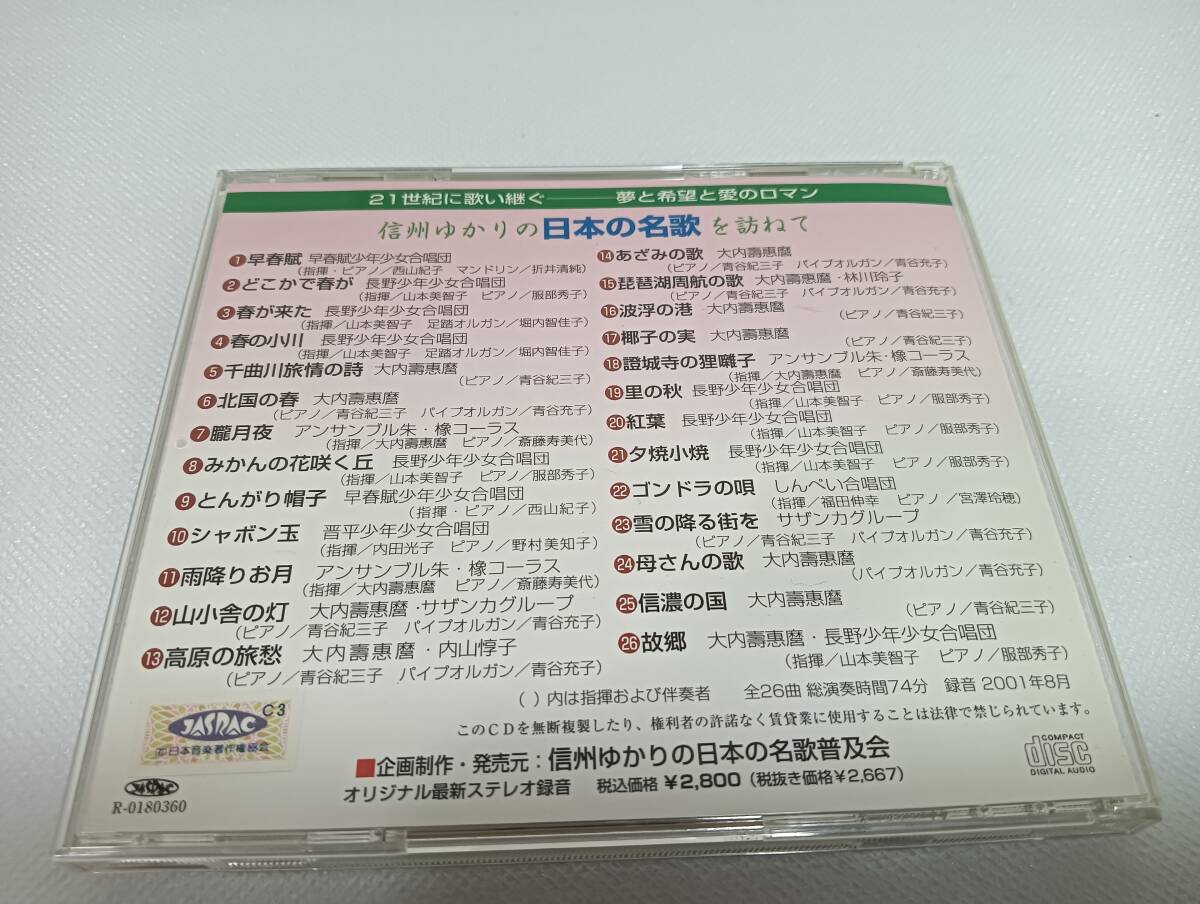 21世紀に歌い継ぐ――夢と希望と愛のロマン
信州ゆかりの日本の名歌を訪ねて
1 早春賦 早春賦少年少女合唱団
(指揮・ピアノ/西山紀子 マンドリン/折井清純)
2 どこかで春が 長野少年少女合唱団
(指揮/山本美智子 ピアノ/服部秀子)
3 春が来た 長野少年少女合唱団
(指揮/山本美智子 足踏オルガン/堀内智佳子)
4 春の小川 長野少年少女合唱団
(指揮/山本美智子 足踏オルガン/堀内智佳子)
5 千曲川旅情の詩 大内壽惠麿
(ピアノ/青谷紀三子)
6 北国の春 大内壽惠麿
(ピアノ/青谷紀三子 パイプオルガン/青谷充子)
7 朧月夜 アンサンブル朱・橡コーラス
(指揮/大内壽惠麿 ピアノ/斎藤寿美代)
8 みかんの花咲く丘 長野少年少女合唱団
(指揮/山本美智子 ピアノ/服部秀子)
9 とんがり帽子 早春賦少年少女合唱団
(指揮・ピアノ/西山紀子)
10 シャボン玉 晋平少年少女合唱団
(指揮/内田光子 ピアノ/野村美知子)
11 雨降りお月 アンサンブル朱・橡コーラス
(指揮/大内壽惠麿 ピアノ/斎藤寿美代)
12 山小舎の灯 大内壽惠麿・サザンカグループ
(ピアノ/青谷紀三子 パイプオルガン/青谷充子)
13 高原の旅愁 大内壽惠麿・内山惇子
(ピアノ/青谷紀三子 パイプオルガン/青谷充子)
14 あざみの歌 大内壽惠麿
(ピアノ/青谷紀三子 パイプオルガン/青谷充子)
15 琵琶湖周航の歌 大内壽惠麿・林川玲子
(ピアノ/青谷紀三子 パイプオルガン/青谷充子)
16 波浮の港 大内壽惠麿
(ピアノ/青谷紀三子)
17 椰子の実 大内壽惠麿
(ピアノ/青谷紀三子)
18 證城寺の狸囃子 アンサンブル朱・橡コーラス
(指揮/大内壽惠麿 ピアノ/斎藤寿美代)
19 里の秋 長野少年少女合唱団
(指揮/山本美智子 ピアノ/服部秀子)
20 紅葉 長野少年少女合唱団
(指揮/山本美智子 ピアノ/服部秀子)
21 夕焼小焼 長野少年少女合唱団
(指揮/山本美智子 ピアノ/服部秀子)
22 ゴンドラの唄 しんぺい合唱団
(指揮/福田伸幸 ピアノ/宮澤玲穂)
23 雪の降る街を サザンカグループ
(ピアノ/青谷紀三子 パイプオルガン/青谷充子)
24 母さんの歌 大内壽惠麿
(パイプオルガン/青谷充子)
25 信濃の国 大内壽惠麿
(ピアノ/青谷紀三子)
26 故郷 大内壽惠麿・長野少年少女合唱団
(指揮/山本美智子 ピアノ/服部秀子)
( )内は指揮および伴奏者 全26曲 総演奏時間74分 録音 2001年8月
このCDを無断複製したり、権利者の許諾なく賃貸業に使用することは法律で禁じられています。
■企画制作・発売元:信州ゆかりの日本の名歌普及会
オリジナル最新ステレオ録音 税込価格 ¥2,800(税抜き価格¥2,667)
C3
JASRAC
©日本音楽著作権協会
JASRAC
R-0180360
COMPACT
disc
DIGITAL AUDIO